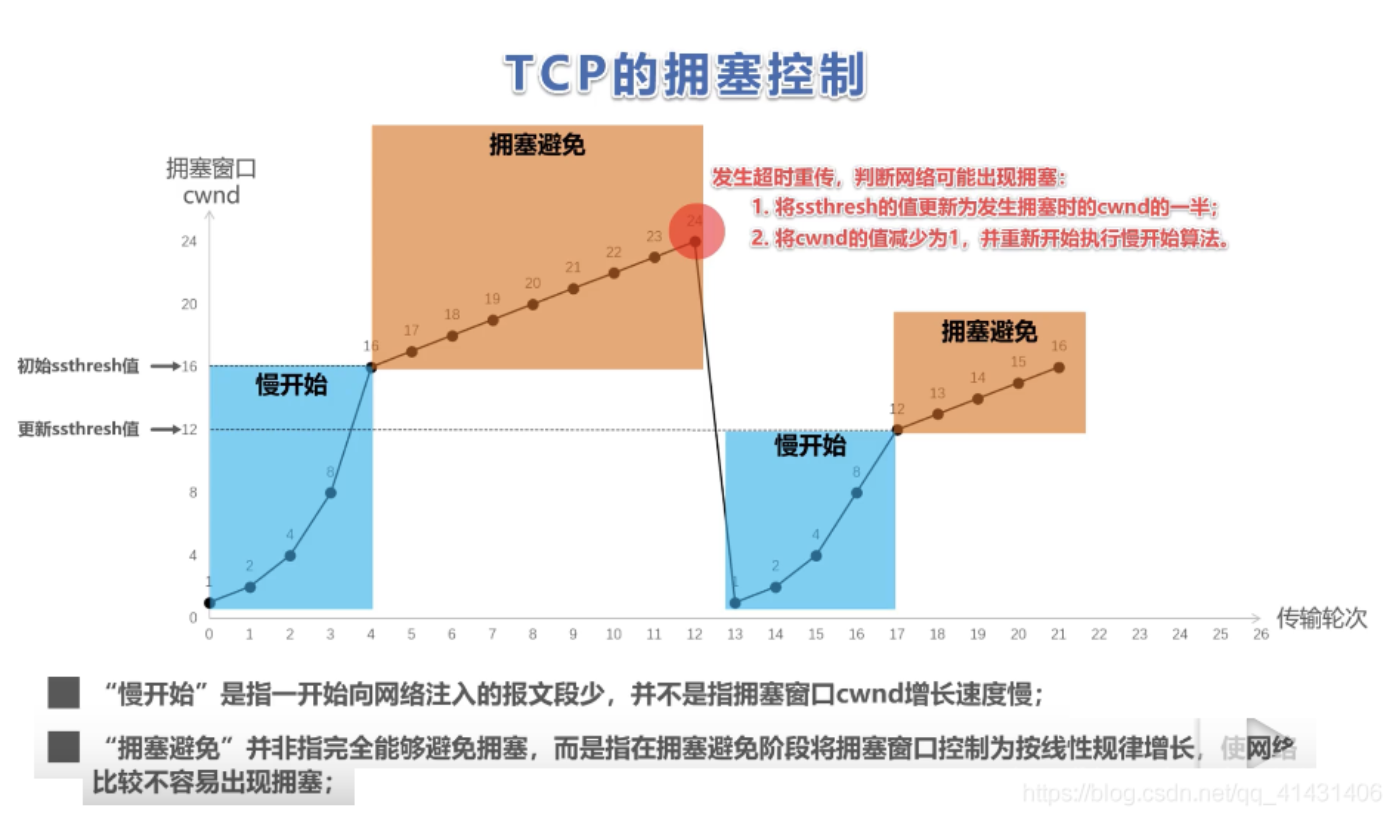 TCP的拥塞控制
拥塞避免
拥塞窗口
cwnd
发生超时重传，判断网络可能出现拥塞：
1. 将ssthresh的值更新为发生拥塞时的cwnd的一半；
2. 将cwnd的值减少为1，并重新开始执行慢开始算法。
24
24
23
22
21
20
20
19
18
17
16
初始ssthresh值
16
慢开始
拥塞避免
16
15
14
13
12
更新ssthresh值
12
慢开始
8
8
8
4
4
4
2
2
1
1
0
0 1 2 3 4 5 6 7 8 9 10 11 12 13 14 15 16 17 18 19 20 21 22 23 24 25 26
传输轮次
“慢开始”是指一开始向网络注入的报文段少，并不是指拥塞窗口cwnd增长速度慢；
“拥塞避免”并非指完全能够避免拥塞，而是指在拥塞避免阶段将拥塞窗口控制为按线性规律增长，使网络
比较不容易出现拥塞；
https://blog.csdn.net/qq_41431406